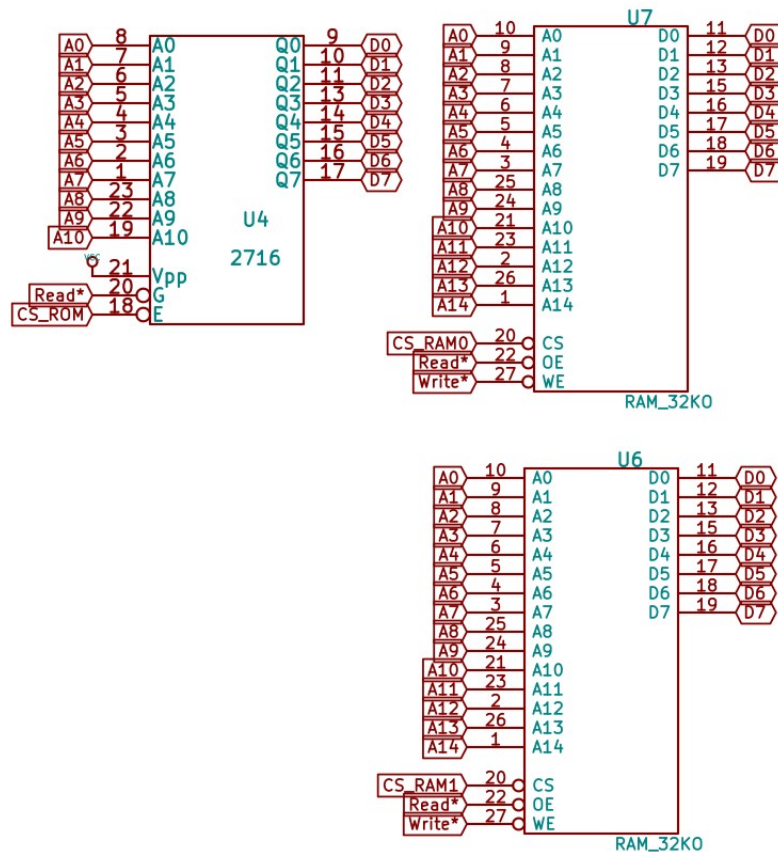 A0 8 A0 Q0 9 D0
A1 7 A1 Q1 10 D1
A2 6 A2 Q2 11 D2
A3 5 A3 Q3 13 D3
A4 4 A4 Q4 14 D4
A5 3 A5 Q5 15 D5
A6 2 A6 Q6 16 D6
A7 1 A7 Q7 17 D7
A8 23 A8
A9 22 A9 U4
A10 19 A10
2716
VCC
21 Vpp
Read* 20 G
CS_ROM 18 E
U7
A0 10 A0 D0 11 D0
A1 9 A1 D1 12 D1
A2 8 A2 D2 13 D2
A3 7 A3 D3 15 D3
A4 6 A4 D4 16 D4
A5 5 A5 D5 17 D5
A6 4 A6 D6 18 D6
A7 3 A7 D7 19 D7
A8 25 A8
A9 24 A9
A10 21 A10
A11 23 A11
A12 2 A12
A13 26 A13
A14 1 A14
CS_RAM0 20 CS
Read* 22 OE
Write* 27 WE
RAM_32KO
U6
A0 10 A0 D0 11 D0
A1 9 A1 D1 12 D1
A2 8 A2 D2 13 D2
A3 7 A3 D3 15 D3
A4 6 A4 D4 16 D4
A5 5 A5 D5 17 D5
A6 4 A6 D6 18 D6
A7 3 A7 D7 19 D7
A8 25 A8
A9 24 A9
A10 21 A10
A11 23 A11
A12 2 A12
A13 26 A13
A14 1 A14
CS_RAM1 20 CS
Read* 22 OE
Write* 27 WE
RAM_32KO